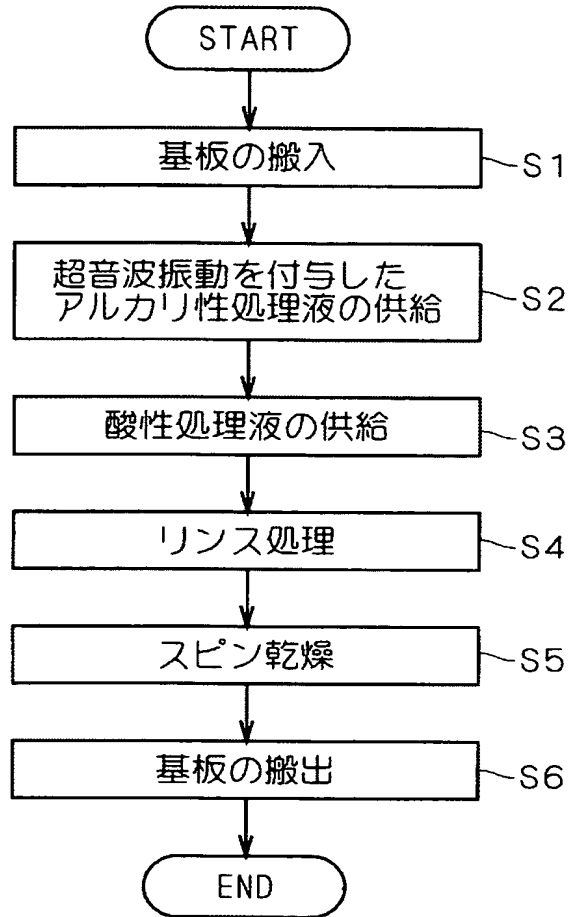 START
基板の搬入
S1
超音波振動を付与した
アルカリ性処理液の供給
S2
酸性処理液の供給
S3
リンス処理
S4
スピン乾燥
S5
基板の搬出
S6
END